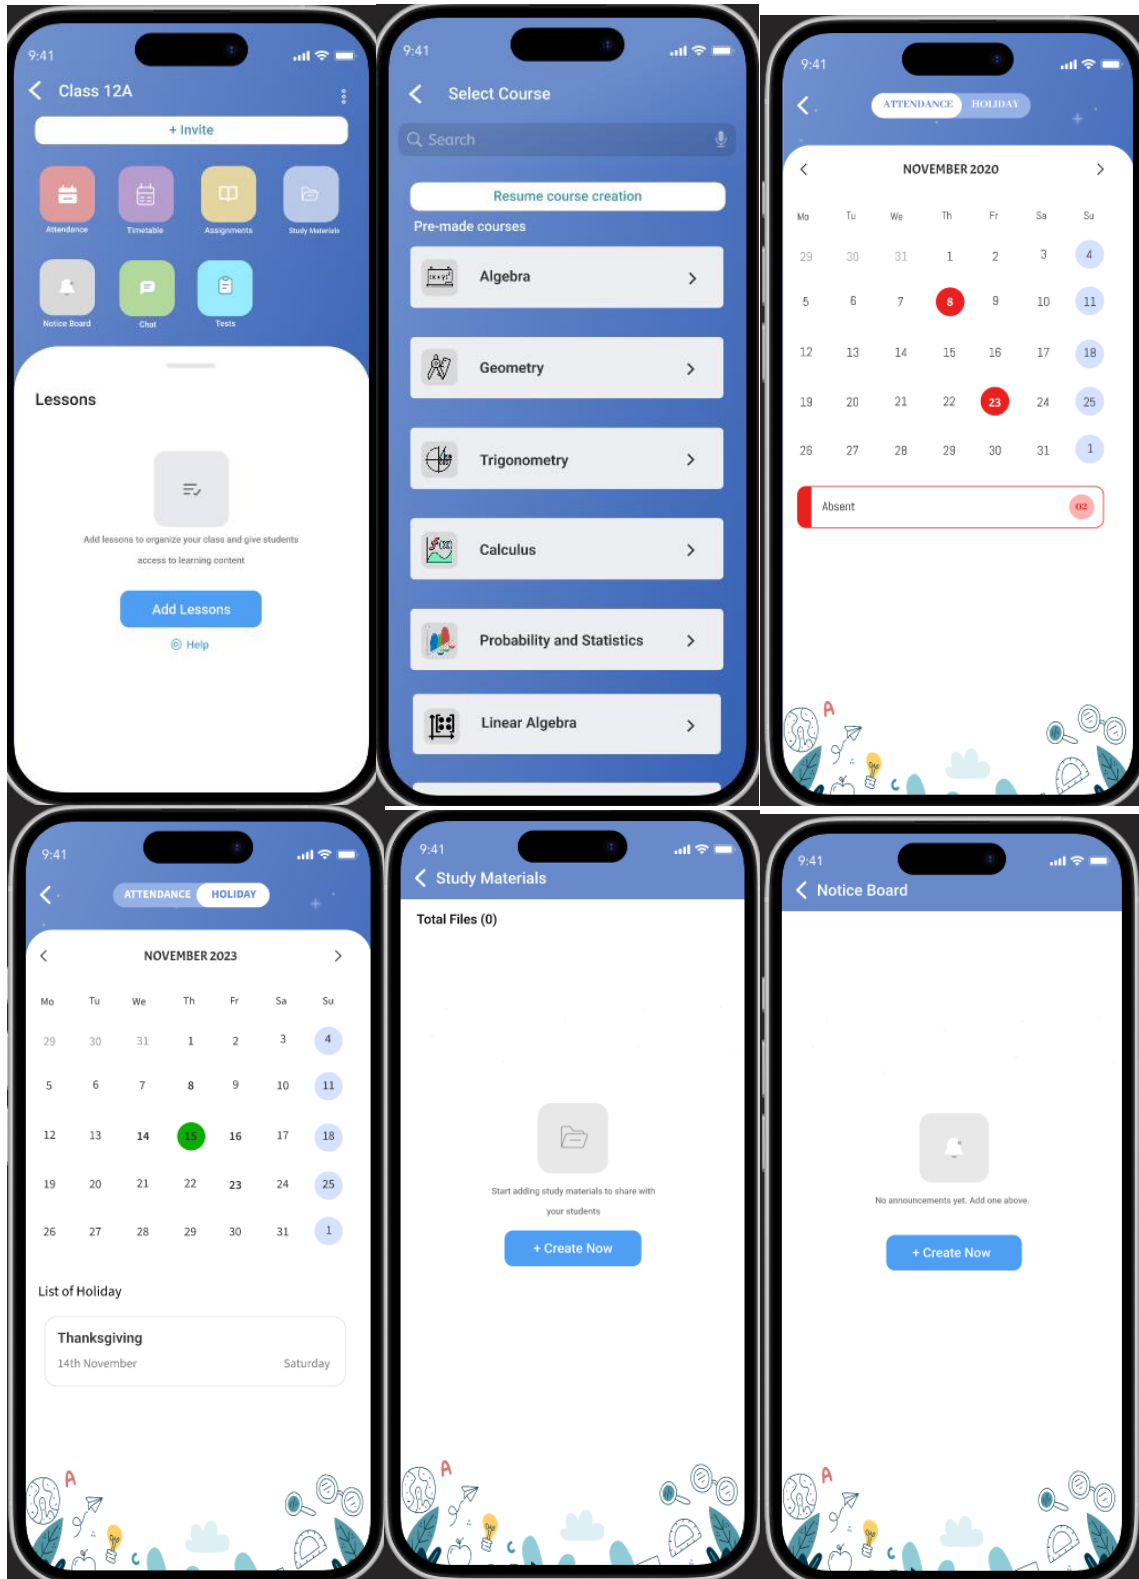 9:41
Class 12A
+ Invite
Attendance Timetable Assignments Study Materials
Notice Board Chat Tests
Lessons
Add lessons to organize your class and give students
access to learning content
Add Lessons
Help
9:41
Select Course
Search
Resume course creation
Pre-made courses
Algebra
Geometry
Trigonometry
Calculus
Probability and Statistics
Linear Algebra
9:41
ATTENDANCE HOLIDAY
NOVEMBER 2020
Mo Tu We Th Fr Sa Su
29 30 31 1 2 3 4
5 6 7 8 9 10 11
12 13 14 15 16 17 18
19 20 21 22 23 24 25
26 27 28 29 30 31 1
Absent 02
A
9:41
ATTENDANCE HOLIDAY
NOVEMBER 2023
Mo Tu We Th Fr Sa Su
29 30 31 1 2 3 4
5 6 7 8 9 10 11
12 13 14 15 16 17 18
19 20 21 22 23 24 25
26 27 28 29 30 31 1
List of Holiday
Thanksgiving
14th November Saturday
A
9:41
Study Materials
Total Files (0)
Start adding study materials to share with
your students
+ Create Now
A
9:41
Notice Board
No announcements yet. Add one above.
+ Create Now
A